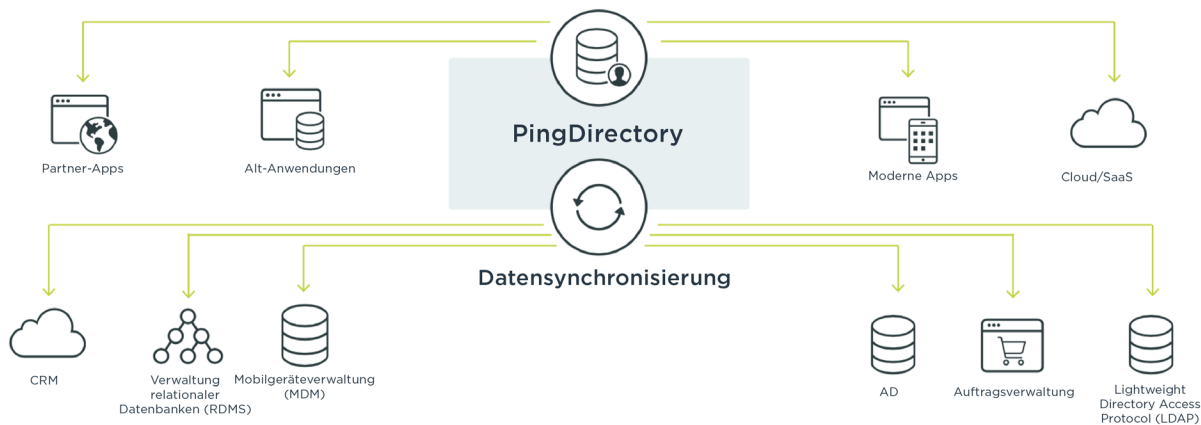 PingDirectory
Partner-Apps
Alt-Anwendungen
Moderne Apps
Cloud/SaaS
Datensynchronisierung
CRM
Verwaltung
relationaler
Datenbanken (RDMS)
Mobilgeräteverwaltung
(MDM)
AD
Auftragsverwaltung
Lightweight
Directory Access
Protocol (LDAP)